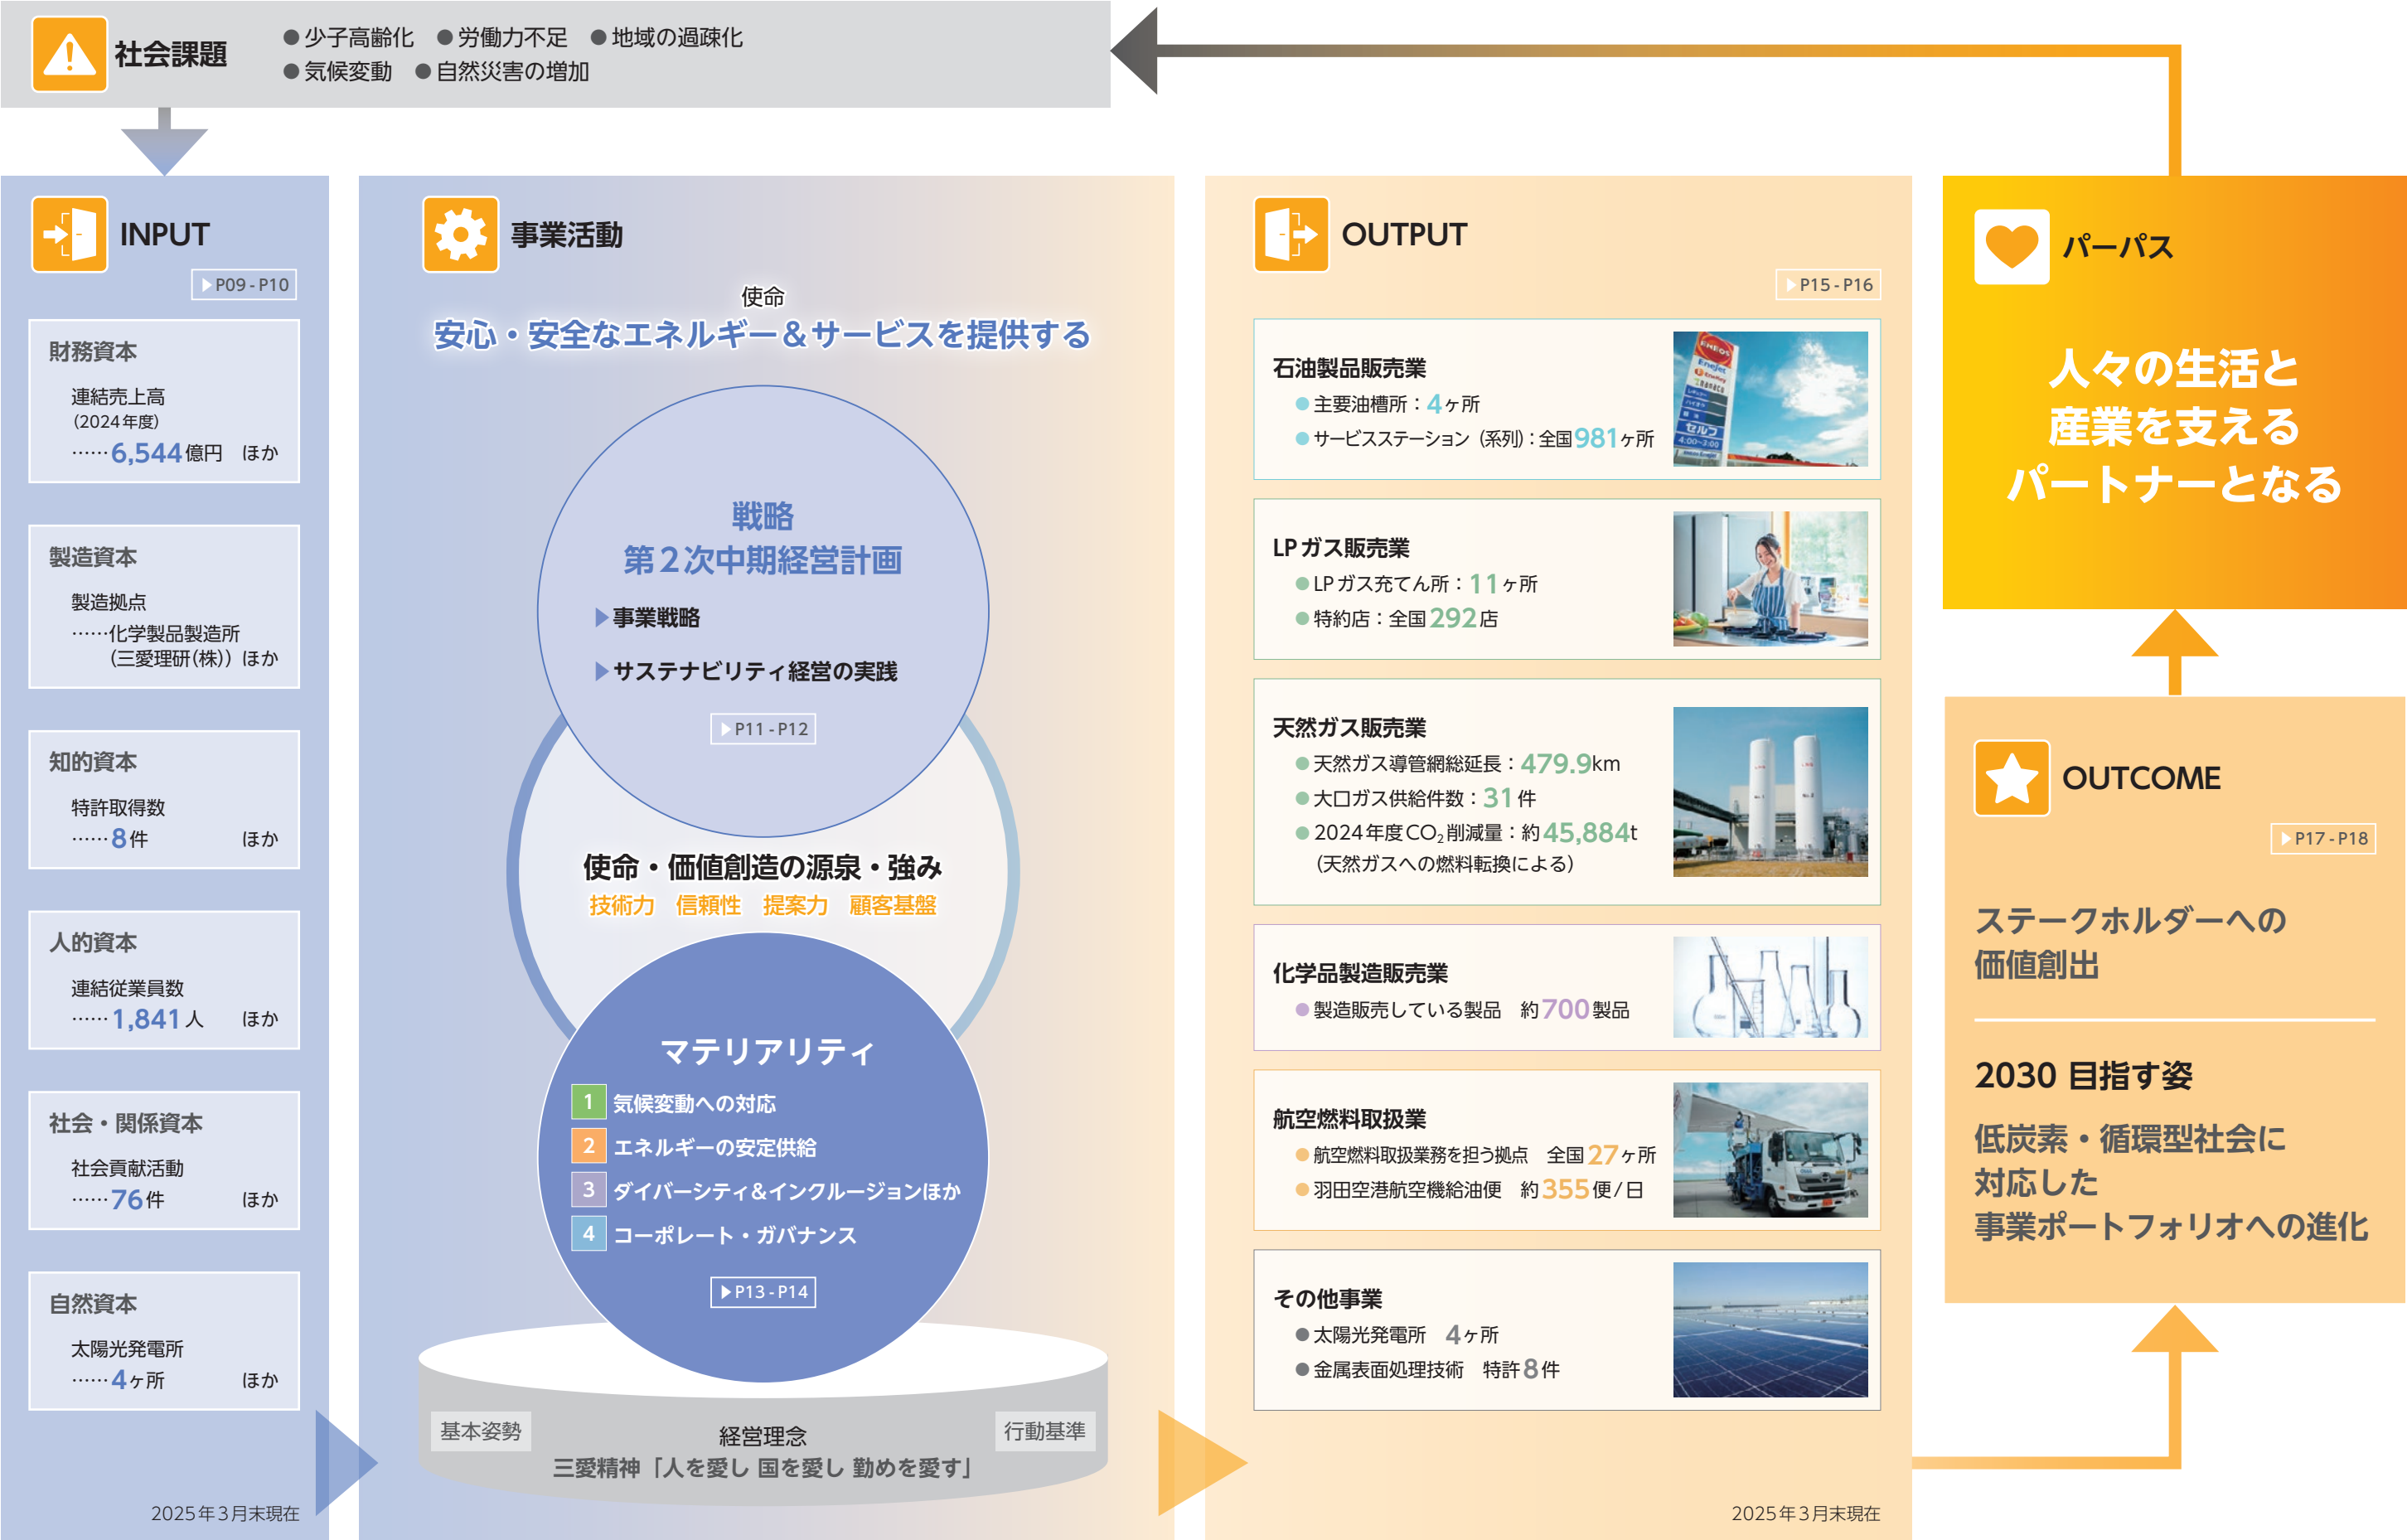 社会課題
●少子高齢化 ●労働力不足 ●地域の過疎化
●気候変動 ●自然災害の増加
INPUT
▶P09-P10
財務資本
連結売上高
(2024年度)
……6,544億円 ほか
製造資本
製造拠点
……化学製品製造所
(三愛理研(株)) ほか
知的資本
特許取得数
……8件 ほか
人的資本
連結従業員数
……1,841人 ほか
社会・関係資本
社会貢献活動
……76件 ほか
自然資本
太陽光発電所
……4ヶ所 ほか
2025年3月末現在
事業活動
使命
安心・安全なエネルギー&サービスを提供する
戦略
第2次中期経営計画
▶事業戦略
▶サステナビリティ経営の実践
▶P11-P12
使命・価値創造の源泉・強み
技術力 信頼性 提案力 顧客基盤
マテリアリティ
1 気候変動への対応
2 エネルギーの安定供給
3 ダイバーシティ&インクルージョンほか
4 コーポレート・ガバナンス
▶P13-P14
基本姿勢
経営理念
行動基準
三愛精神「人を愛し 国を愛し 勤めを愛す」
OUTPUT
▶P15-P16
石油製品販売業
●主要油槽所:4ヶ所
●サービスステーション(系列):全国981ヶ所
ENEOS
EneJet
EneKey
nanaco
セルフ
4:00~3:00
LPガス販売業
●LPガス充てん所:11ヶ所
●特約店:全国292店
天然ガス販売業
●天然ガス導管網総延長:479.9km
●大口ガス供給件数:31件
●2024年度CO₂削減量:約45,884t
(天然ガスへの燃料転換による)
化学品製造販売業
●製造販売している製品 約700製品
航空燃料取扱業
●航空燃料取扱業務を担う拠点 全国27ヶ所
●羽田空港航空機給油便 約355便/日
その他事業
●太陽光発電所 4ヶ所
●金属表面処理技術 特許8件
2025年3月末現在
パーパス
人々の生活と
産業を支える
パートナーとなる
OUTCOME
▶P17-P18
ステークホルダーへの
価値創出
2030 目指す姿
低炭素・循環型社会に
対応した
事業ポートフォリオへの進化